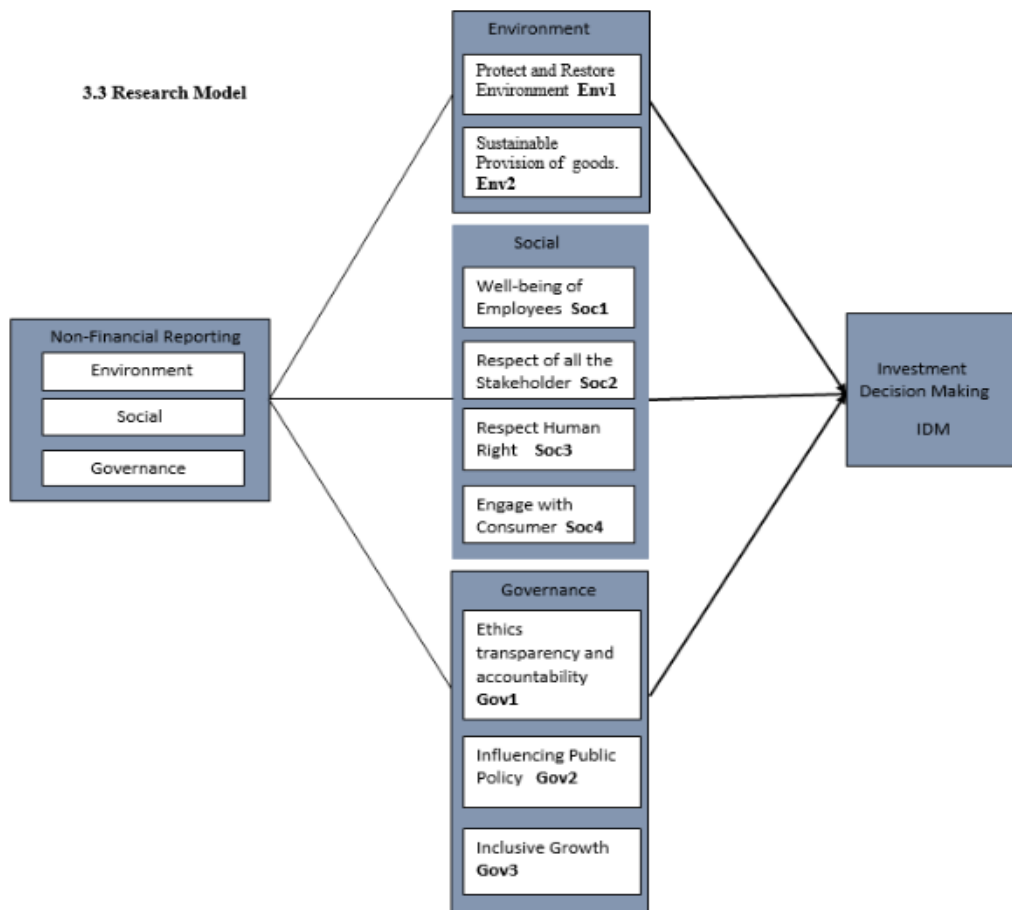 3.3 Research Model
Non-Financial Reporting
Environment
Social
Governance
Environment
Protect and Restore
Environment Env1
Sustainable
Provision of goods.
Env2
Social
Well-being of
Employees Soc1
Respect of all the
Stakeholder Soc2
Respect Human
Right Soc3
Engage with
Consumer Soc4
Governance
Ethics
transparency and
accountability
Gov1
Influencing Public
Policy Gov2
Inclusive Growth
Gov3
Investment
Decision Making
IDM